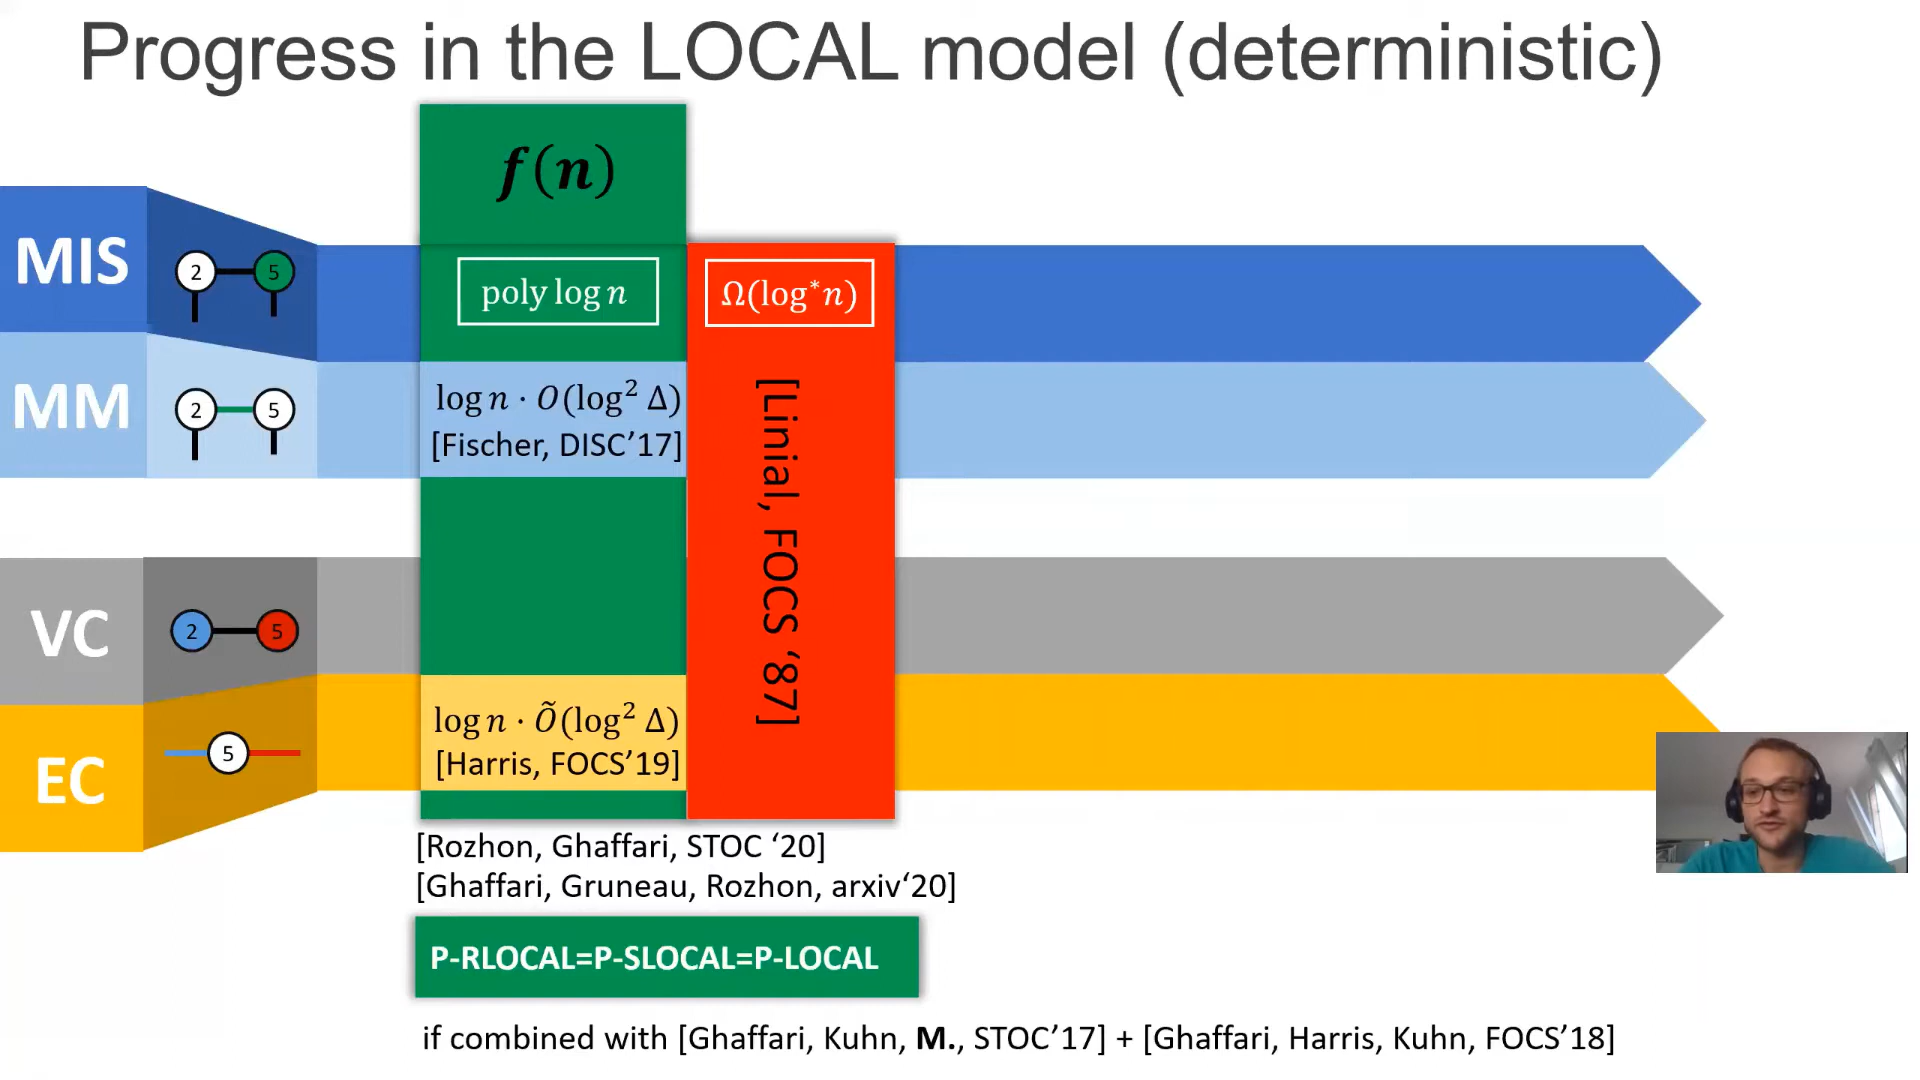 Progress in the LOCAL model (deterministic)
f(n)
MIS
2 5
poly log n
Ω(log*n)
MM
2 5
log n · O(log² Δ)
[Fischer, DISC’17]
[Linial, FOCS ‘87]
VC
2 5
EC
5
log n · Õ(log² Δ)
[Harris, FOCS’19]
[Rozhon, Ghaffari, STOC ‘20]
[Ghaffari, Gruneau, Rozhon, arxiv‘20]
P-RLOCAL=P-SLOCAL=P-LOCAL
if combined with [Ghaffari, Kuhn, M., STOC’17] + [Ghaffari, Harris, Kuhn, FOCS’18]